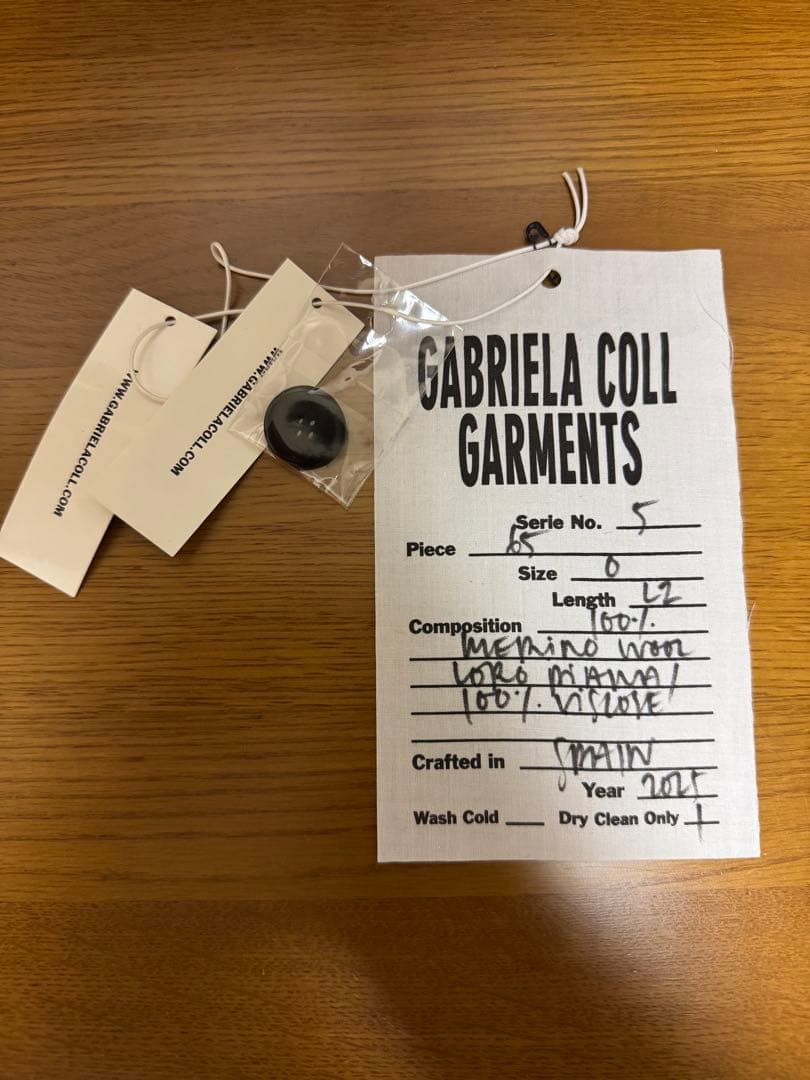 GABRIELA COLL
GARMENTS
Serie No. 5
Piece 65
Size 0
Length L2
Composition 100%
MERINO WOOL
LORO PIANA /
100% VISCOSE
Crafted in SPAIN
Year 2025
Wash Cold ___ Dry Clean Only +
WWW.GABRIELACOLL.COM
WWW.GABRIELACOLL.COM